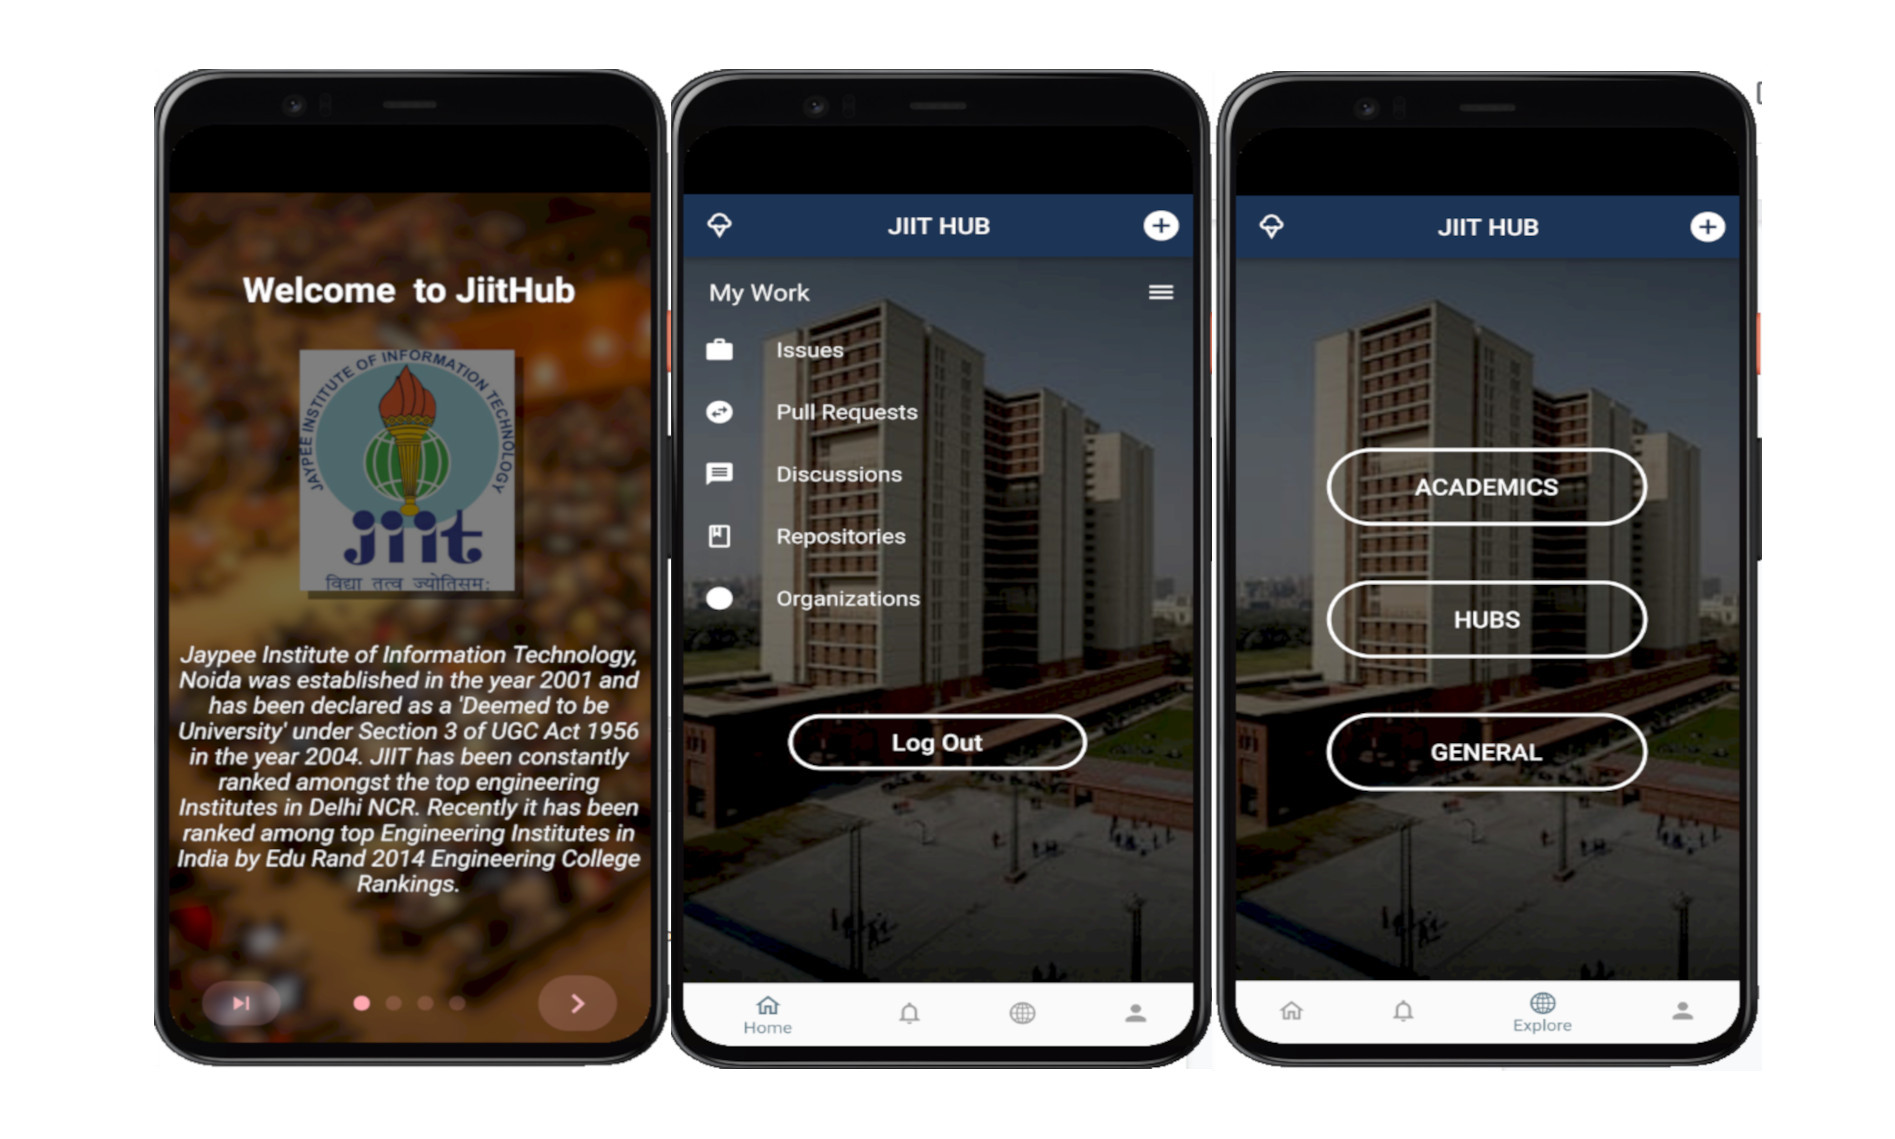 Welcome  to JiitHub
JAYPEE INSTITUTE OF INFORMATION TECHNOLOGY
jiit
विद्या तत्व ज्योतिसम:
Jaypee Institute of Information Technology,
Noida was established in the year 2001 and
has been declared as a 'Deemed to be
University' under Section 3 of UGC Act 1956
in the year 2004. JIIT has been constantly
ranked amongst the top engineering
Institutes in Delhi NCR. Recently it has been
ranked among top Engineering Institutes in
India by Edu Rand 2014 Engineering College
Rankings.
JIIT HUB
My Work
Issues
Pull Requests
Discussions
Repositories
Organizations
Log Out
Home
JIIT HUB
ACADEMICS
HUBS
GENERAL
Explore